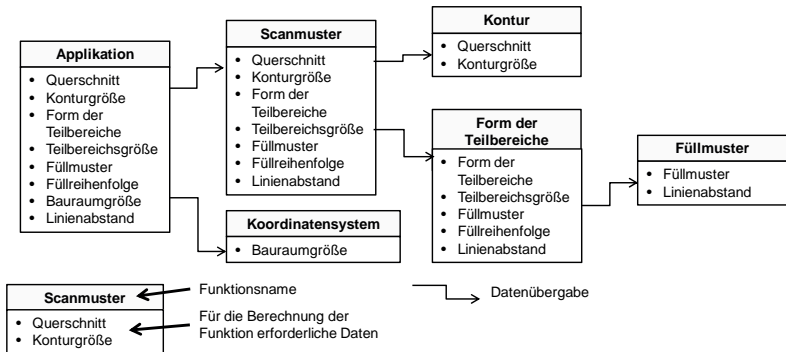 Applikation
• Querschnitt
• Konturgröße
• Form der
Teilbereiche
• Teilbereichsgröße
• Füllmuster
• Füllreihenfolge
• Bauraumgröße
• Linienabstand
Scanmuster
• Querschnitt
• Konturgröße
• Form der
Teilbereiche
• Teilbereichsgröße
• Füllmuster
• Füllreihenfolge
• Linienabstand
Koordinatensystem
• Bauraumgröße
Kontur
• Querschnitt
• Konturgröße
Form der
Teilbereiche
• Form der
Teilbereiche
• Teilbereichsgröße
• Füllmuster
• Füllreihenfolge
• Linienabstand
Füllmuster
• Füllmuster
• Linienabstand
Scanmuster
• Querschnitt
• Konturgröße
Funktionsname
Für die Berechnung der
Funktion erforderliche Daten
Datenübergabe